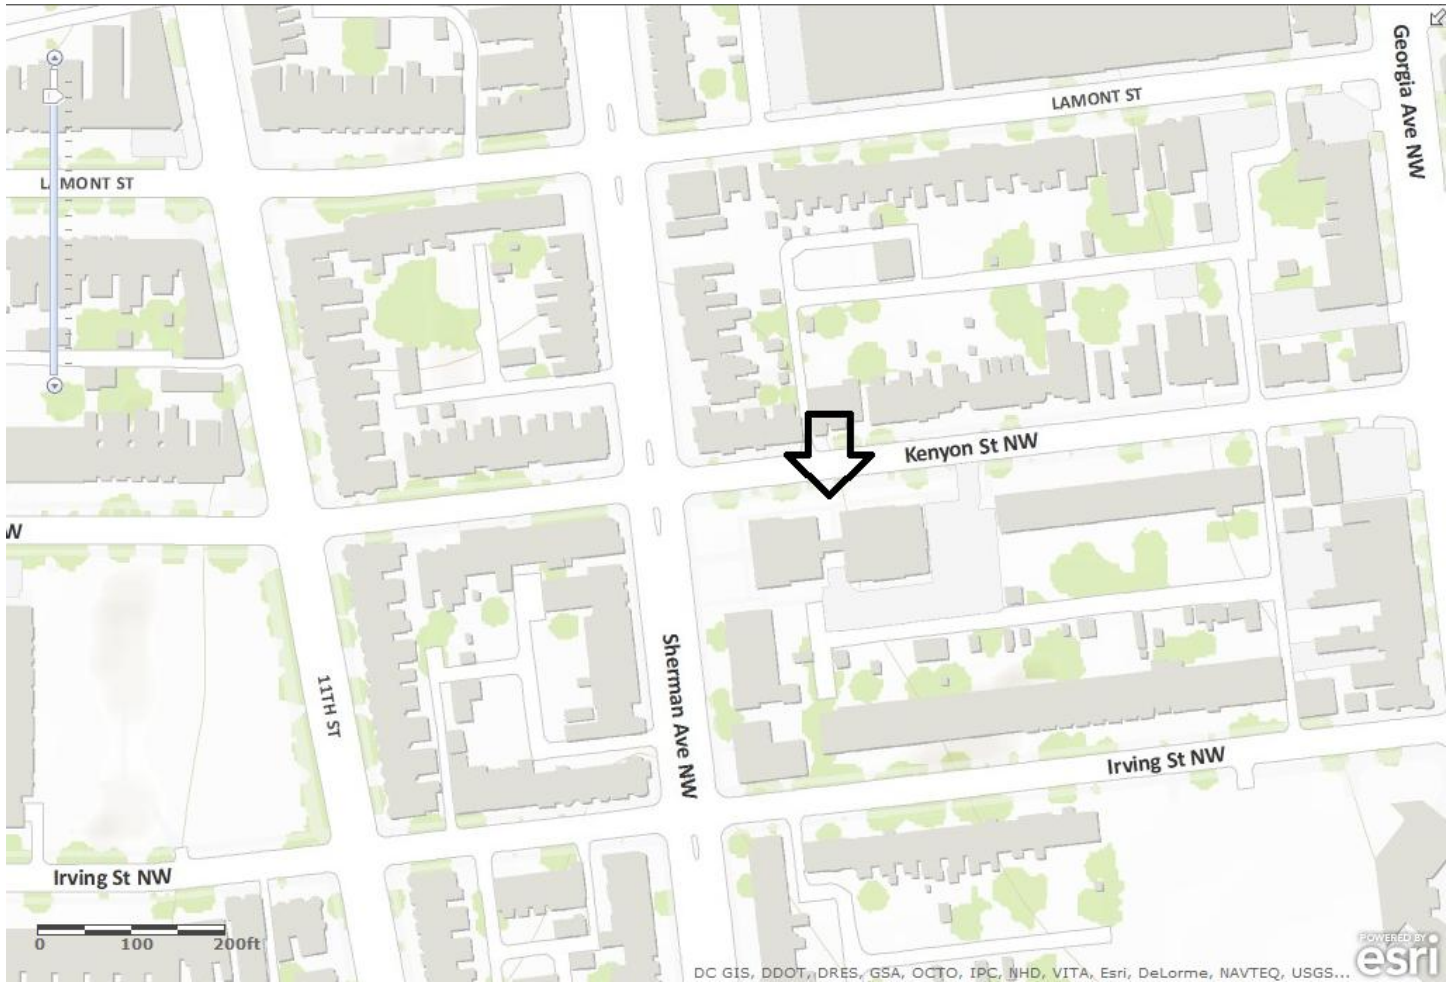 Georgia Ave NW
LAMONT ST
LAMONT ST
Kenyon St NW
W
Sherman Ave NW
11TH ST
Irving St NW
Irving St NW
0 100 200ft
POWERED BY
esri
DC GIS, DDOT, DRES, GSA, OCTO, IPC, NHD, VITA, Esri, DeLorme, NAVTEQ, USGS...